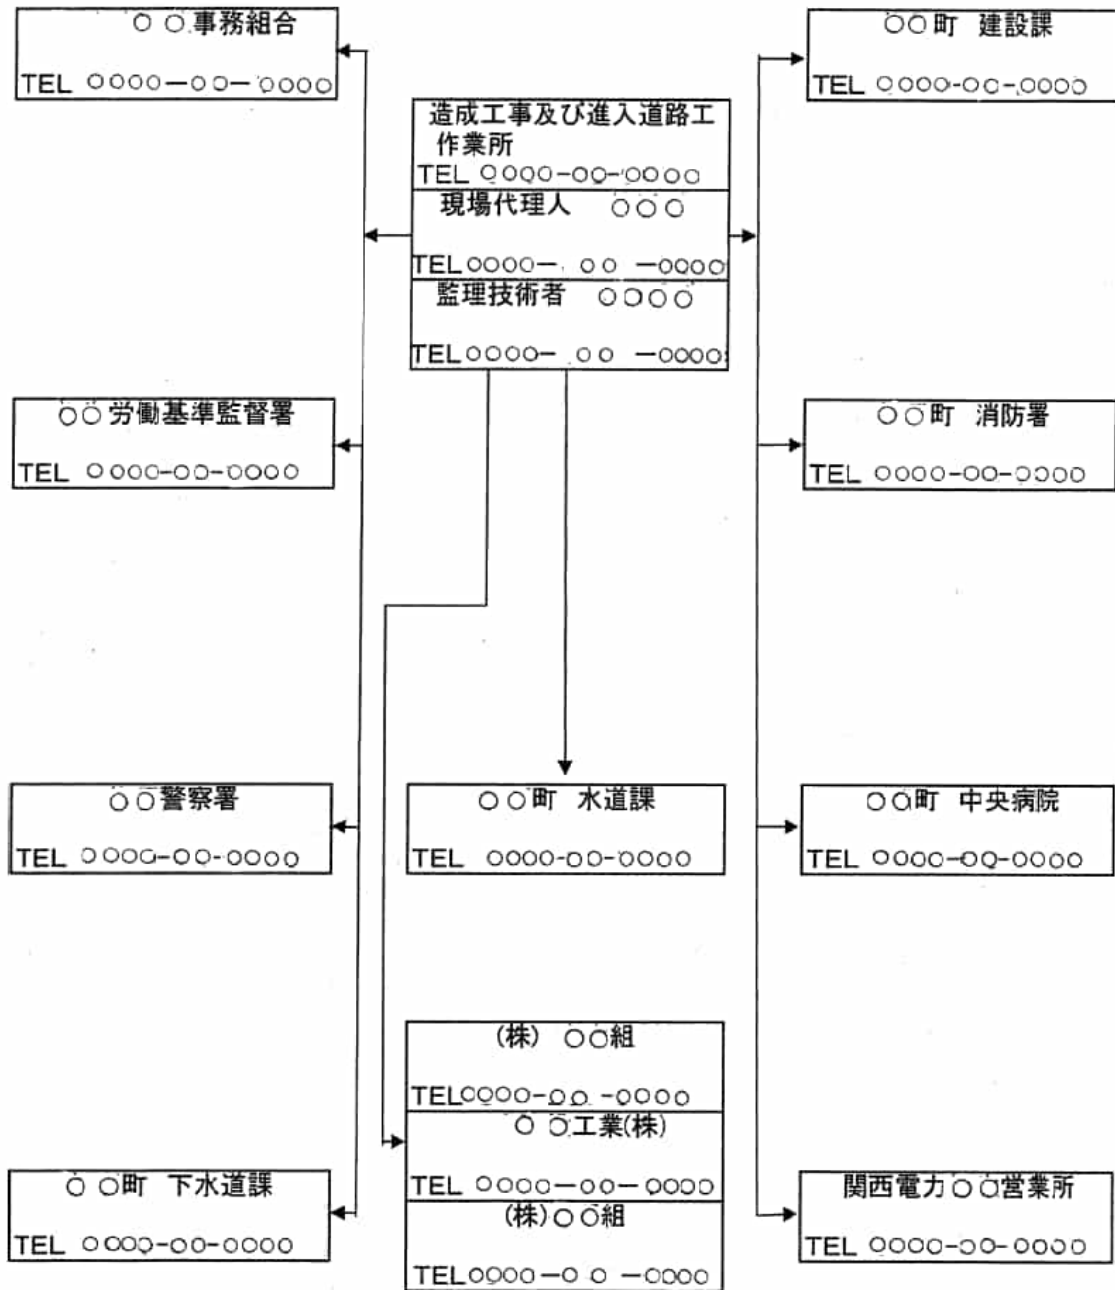 ○○事務組合
TEL ○○○○-○○-○○○○
○○町 建設課
TEL ○○○○-○○-○○○○
造成工事及び進入道路工
作業所
TEL ○○○○-○○-○○○○
現場代理人 ○○○
TEL○○○○-○○-○○○○
監理技術者 ○○○○
TEL○○○○-○○-○○○○
○○労働基準監督署
TEL ○○○○-○○-○○○○
○○町 消防署
TEL ○○○○-○○-○○○○
○○警察署
TEL ○○○○-○○-○○○○
○○町 水道課
TEL ○○○○-○○-○○○○
○○町 中央病院
TEL ○○○○-○○-○○○○
(株) ○○組
TEL○○○○-○○-○○○○
○○工業(株)
TEL ○○○○-○○-○○○○
(株)○○組
TEL○○○○-○○-○○○○
○○町 下水道課
TEL ○○○○-○○-○○○○
関西電力○○営業所
TEL ○○○○-○○-○○○○